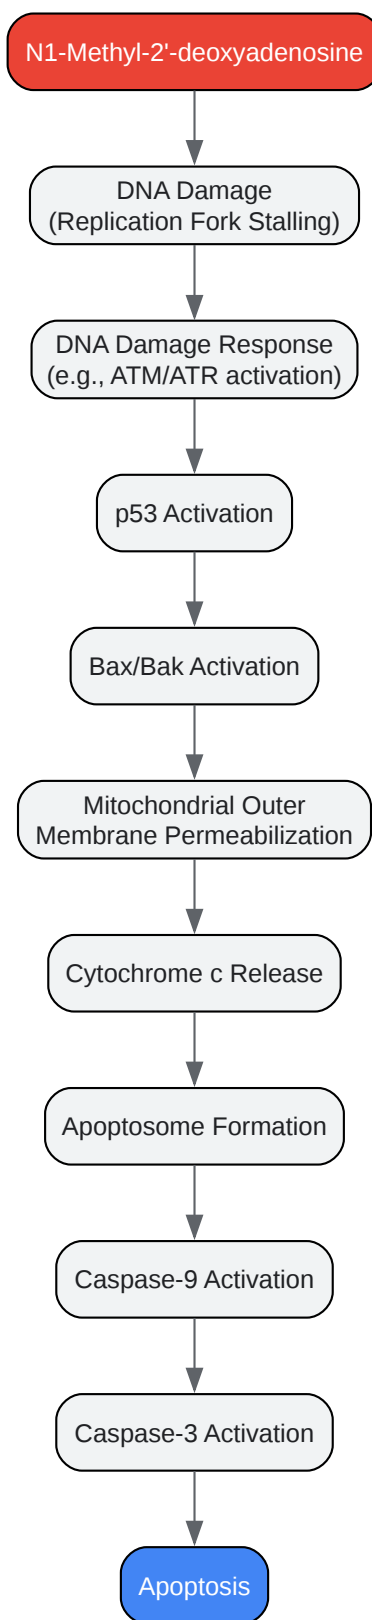 N1-Methyl-2'-deoxyadenosine
DNA Damage
(Replication Fork Stalling)
DNA Damage Response
(e.g., ATM/ATR activation)
p53 Activation
Bax/Bak Activation
Mitochondrial Outer
Membrane Permeabilization
Cytochrome c Release
Apoptosome Formation
Caspase-9 Activation
Caspase-3 Activation
Apoptosis